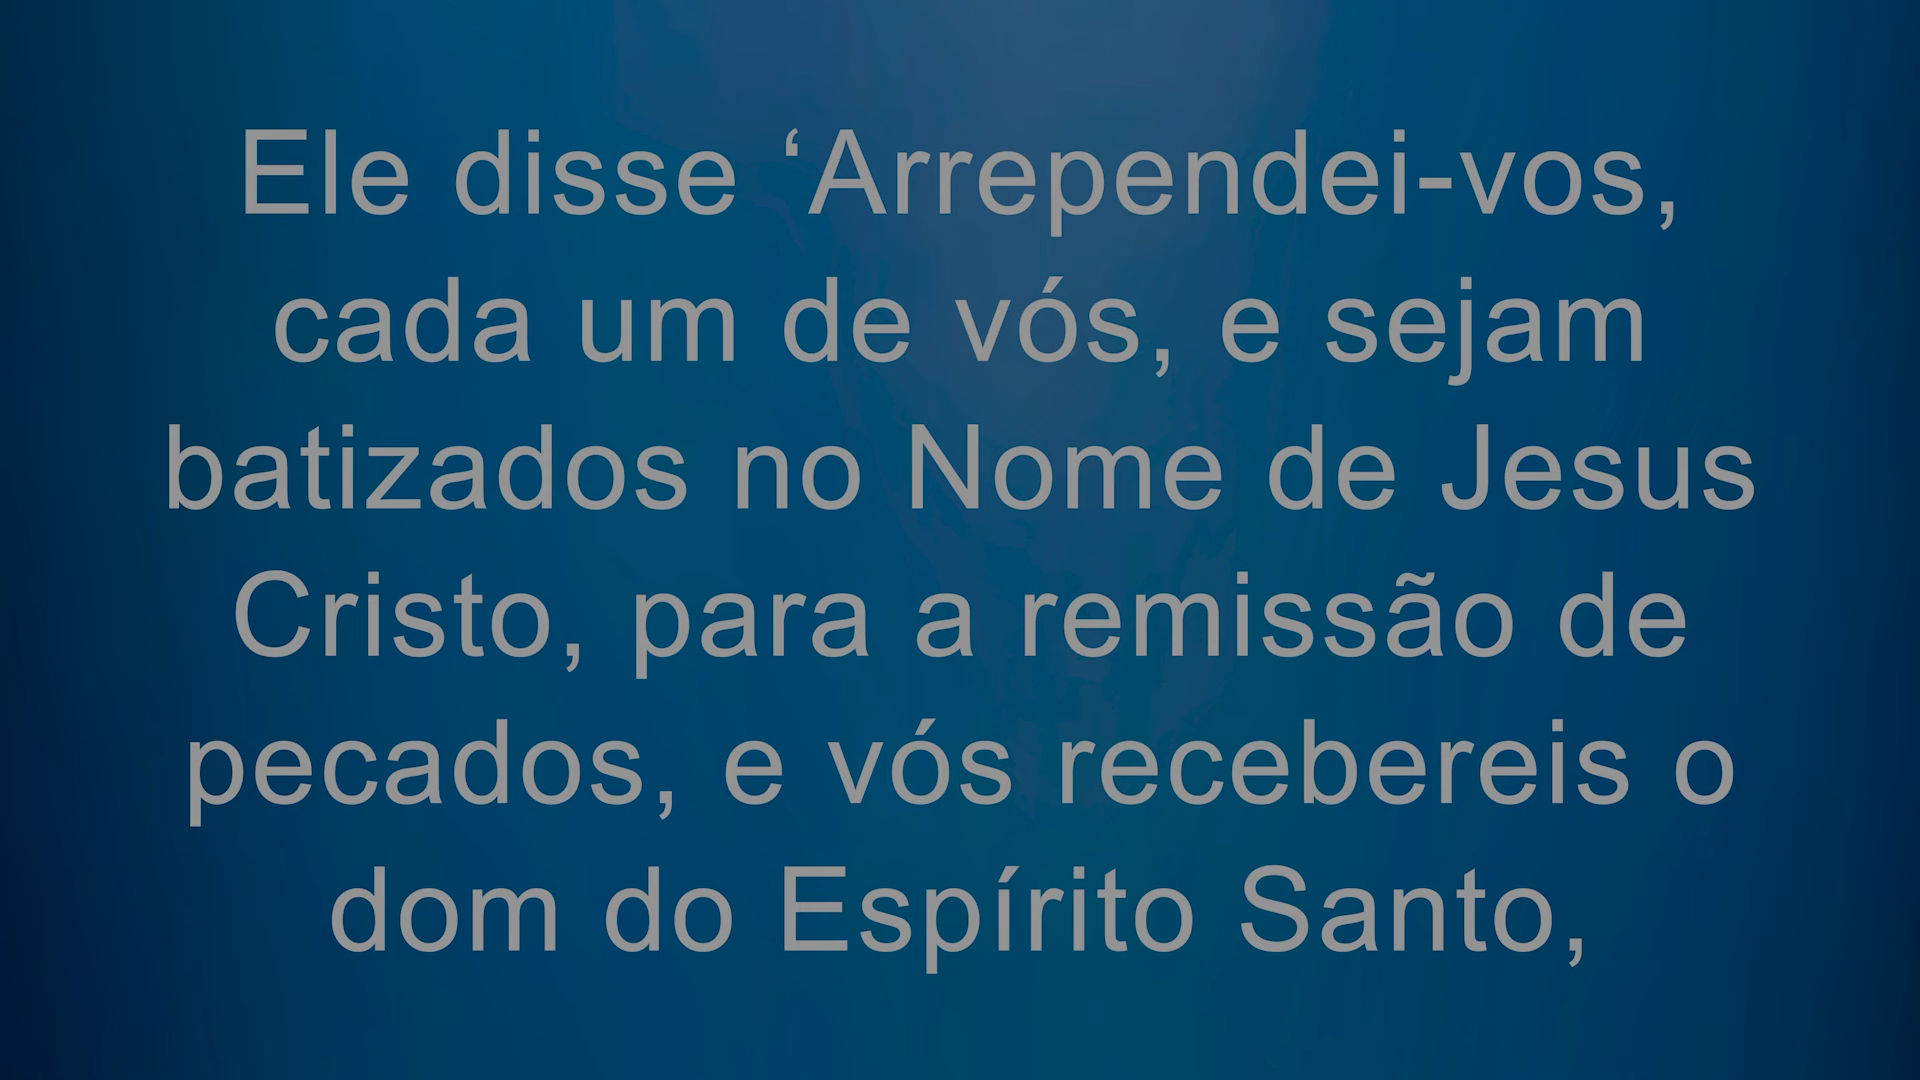 Ele disse ‘Arrependei-vos,
cada um de vós, e sejam
batizados no Nome de Jesus
Cristo, para a remissão de
pecados, e vós recebereis o
dom do Espírito Santo,